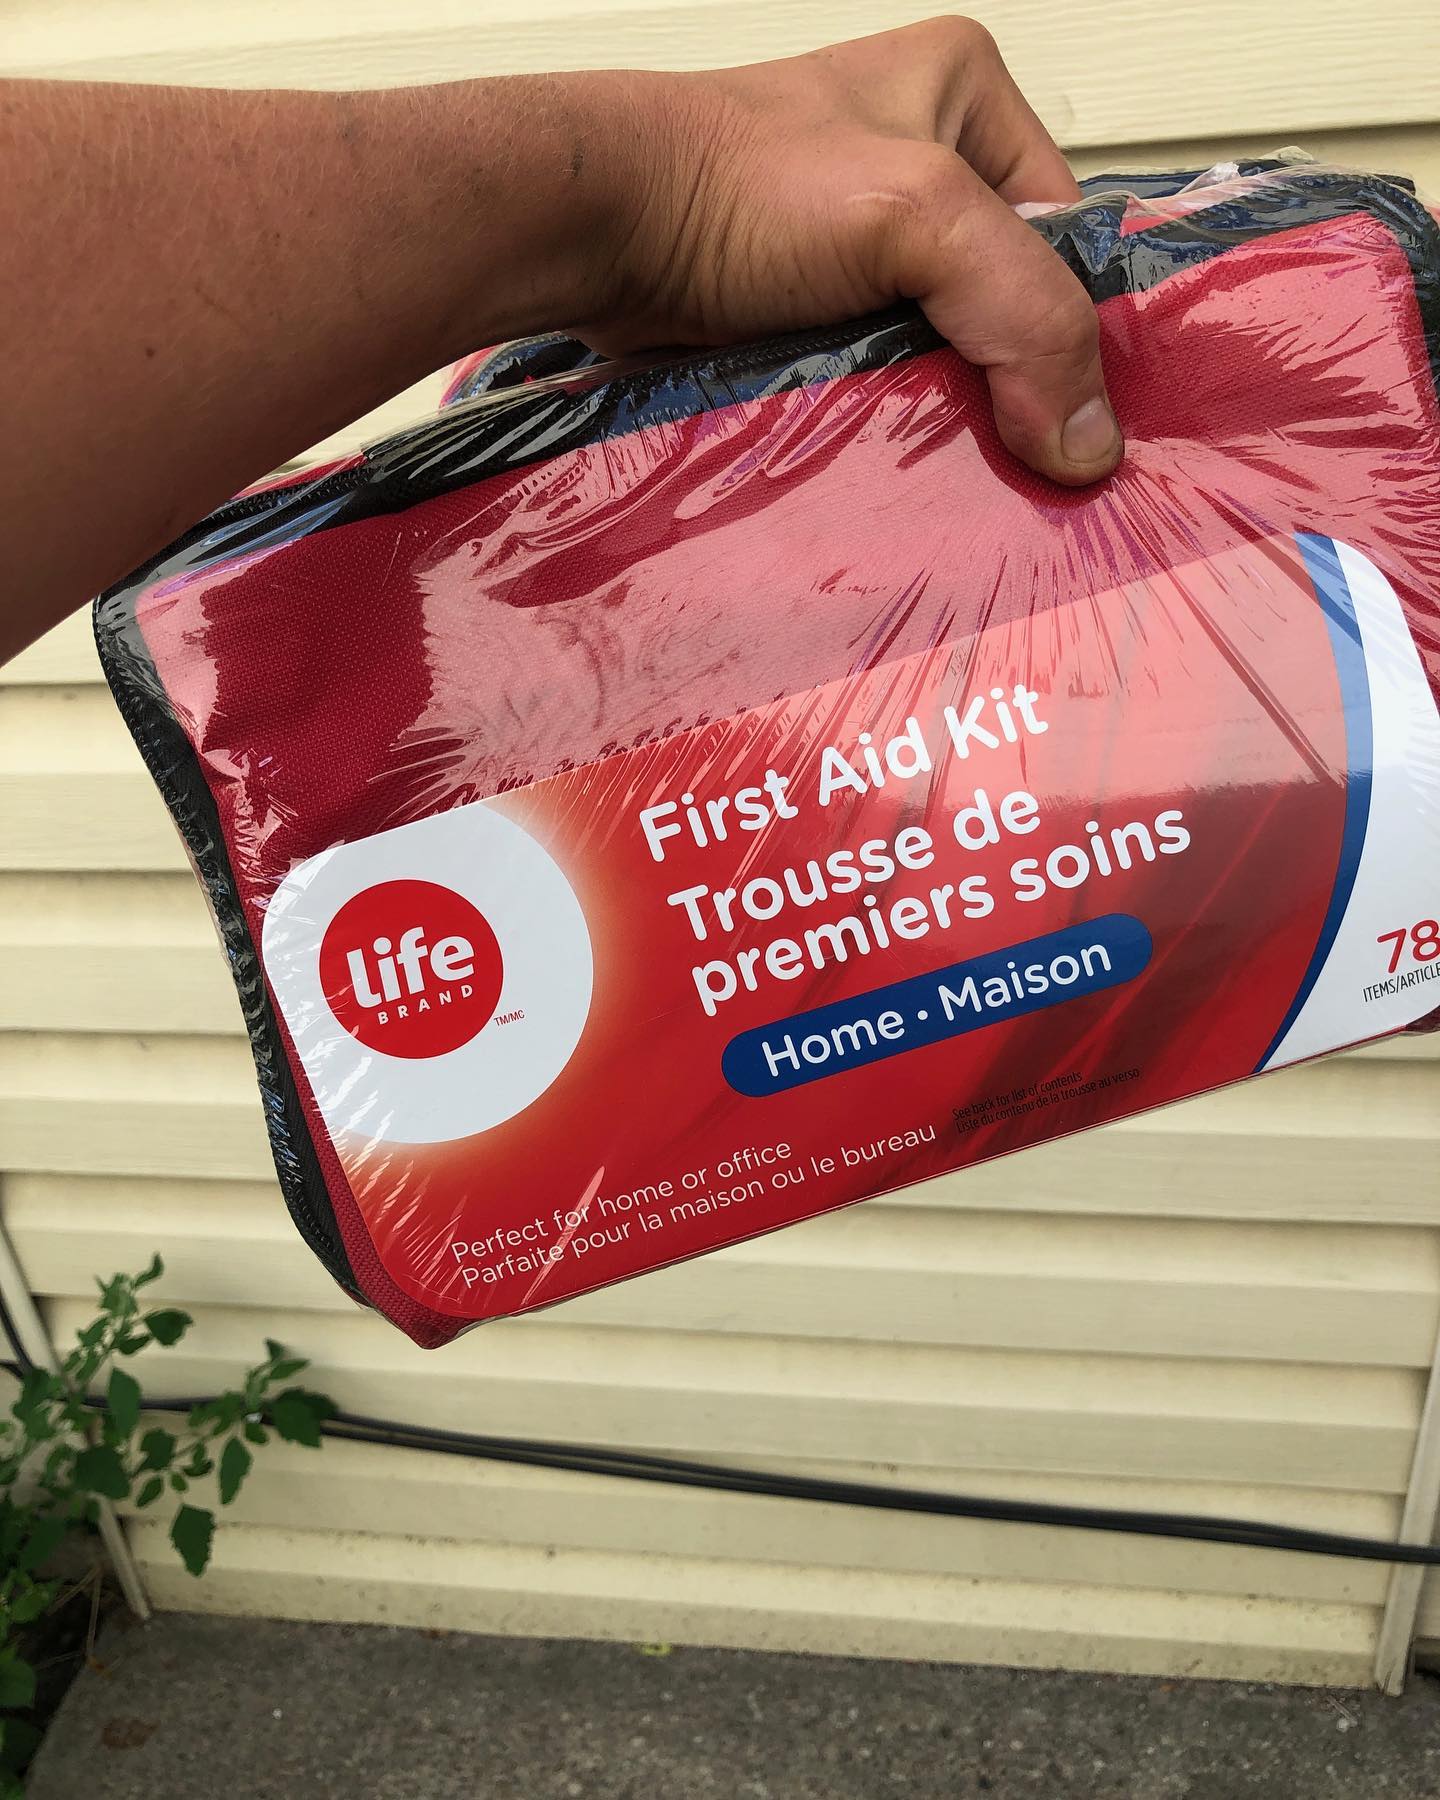 First Aid Kit
Trousse de
premiers soins
Home · Maison
life
BRAND
TM/MC
78
ITEMS/ARTICLE
See back for list of contents
Liste du contenu de la trousse au verso
Perfect for home or office
Parfaite pour la maison ou le bureau